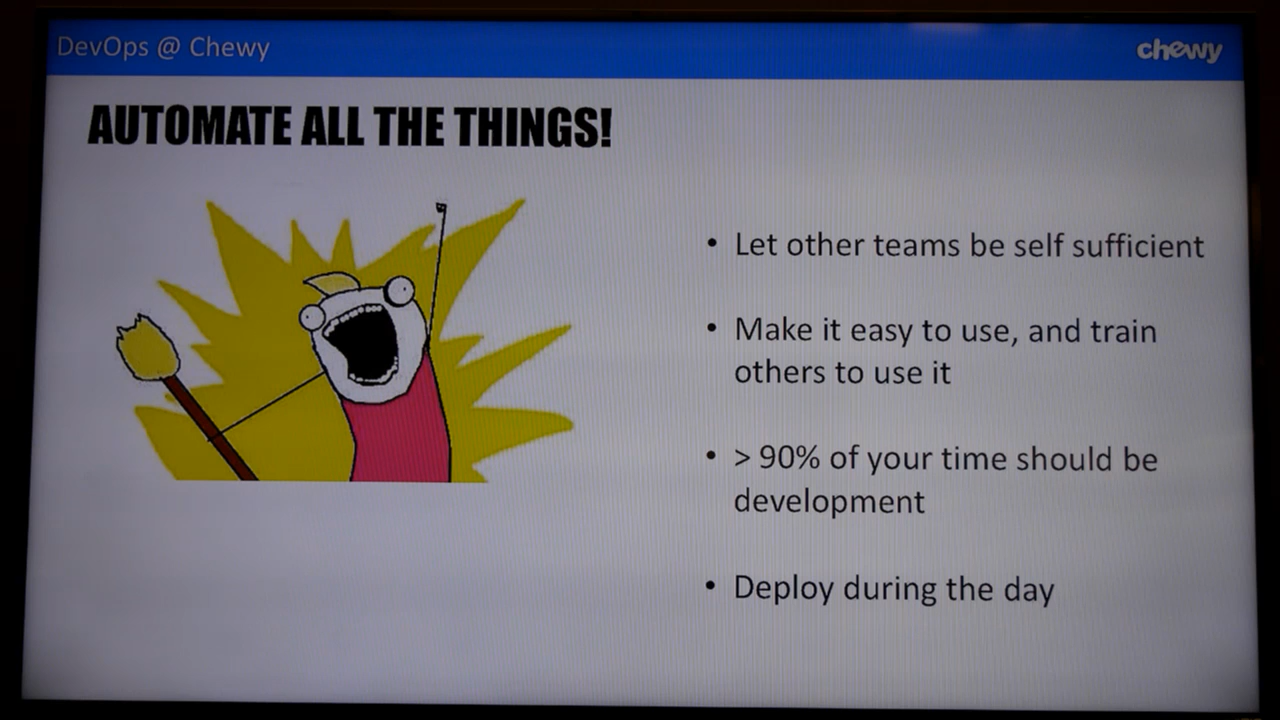 DevOps @ Chewy
chewy
AUTOMATE ALL THE THINGS!
• Let other teams be self sufficient
• Make it easy to use, and train
others to use it
• > 90% of your time should be
development
• Deploy during the day